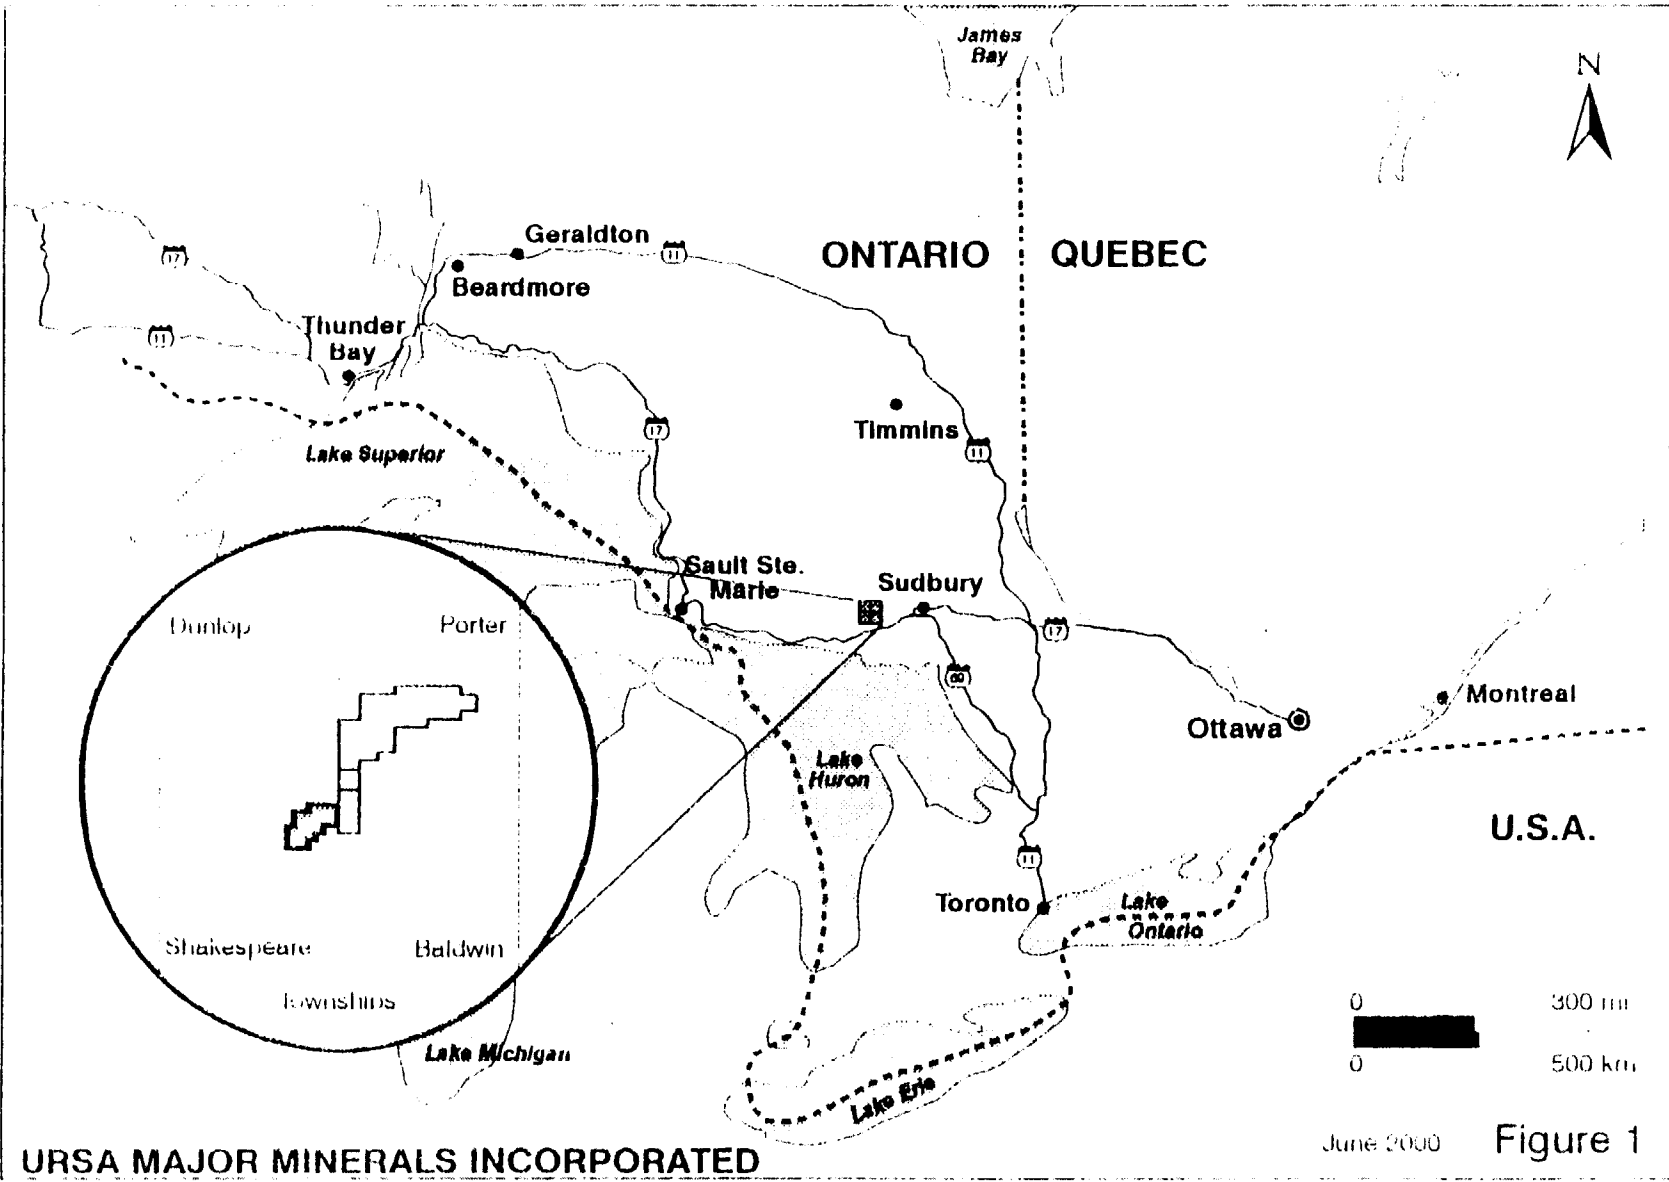 James
Bay
N
Geraldton
11
ONTARIO
QUEBEC
17
Beardmore
11
Thunder
Bay
Timmins
17
11
Lake Superior
Sault Ste.
Marie
Sudbury
Dunlop
Porter
17
69
Montreal
Ottawa
Lake
Huron
U.S.A.
11
Toronto
Lake
Ontario
Shakespeare
Baldwin
Townships
0
300 mi
Lake Michigan
0
500 km
Lake Erie
June 2000
Figure 1
URSA MAJOR MINERALS INCORPORATED